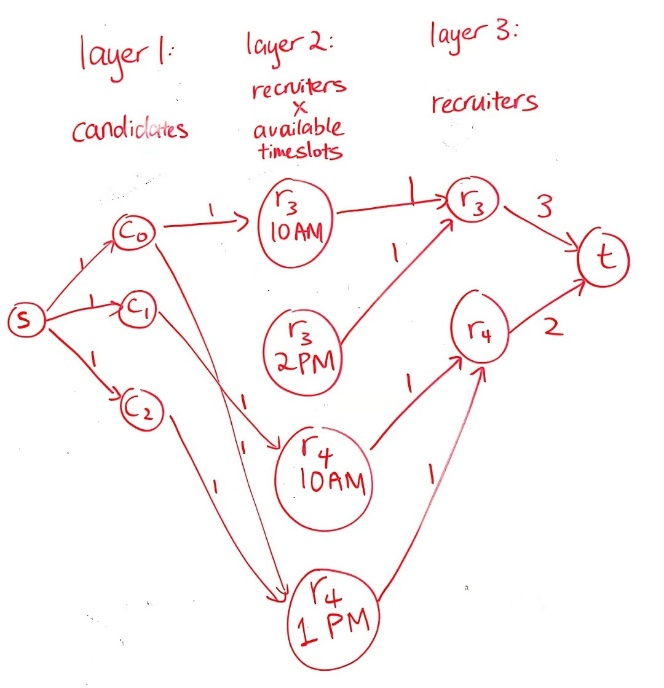 layer 1:
candidates
layer 2:
recruiters
x
available
timeslots
layer 3:
recruiters
s
1
1
1
C0
C1
C2
1
1
1
1
r3
10AM
r3
2PM
r4
10AM
r4
1 PM
1
1
1
1
r3
r4
3
2
t